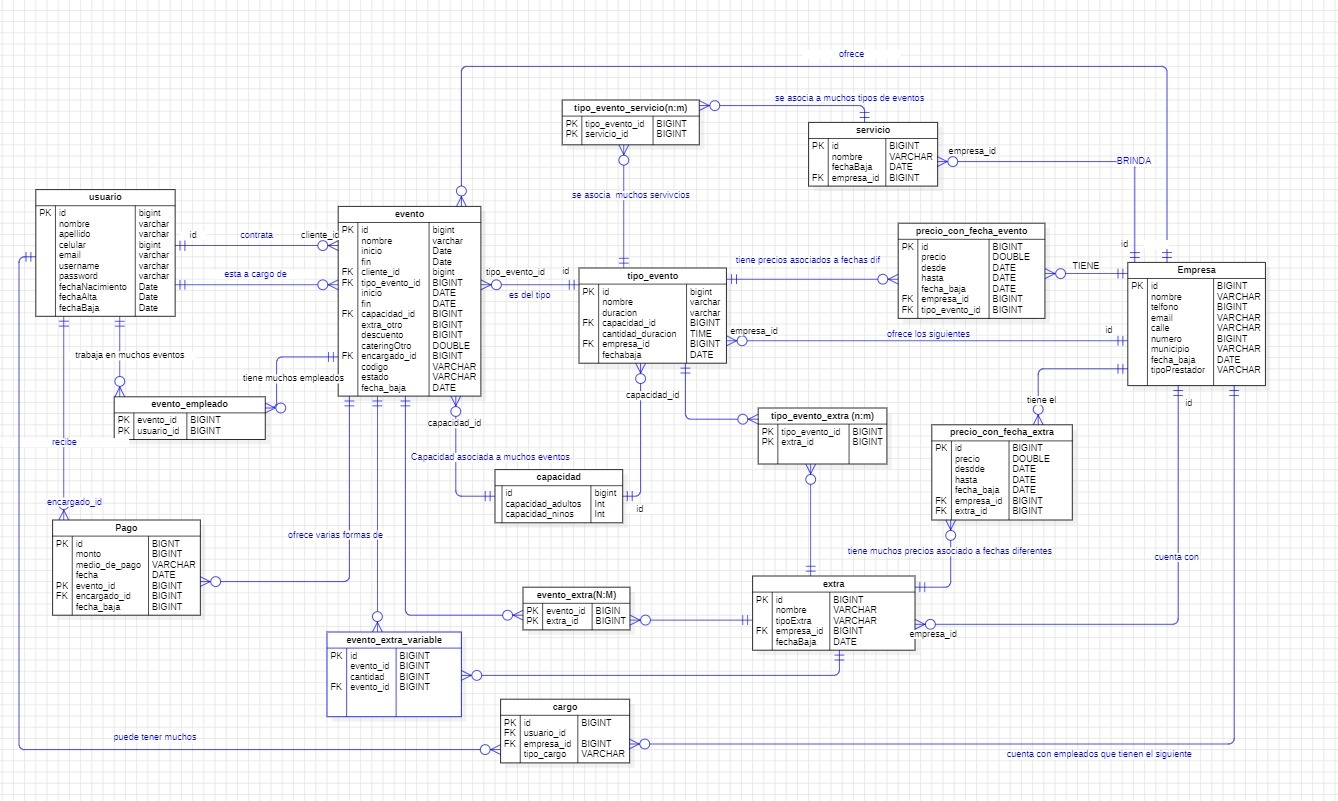 ofrece
tipo_evento_servicio(n:m)
PK tipo_evento_id BIGINT
PK servicio_id BIGINT
se asocia a muchos tipos de eventos
servicio
PK id BIGINT
nombre VARCHAR
fechaBaja DATE
FK empresa_id BIGINT
empresa_id
BRINDA
se asocia muchos servivcios
usuario
PK id bigint
nombre varchar
apellido varchar
celular bigint
email varchar
username varchar
password varchar
fechaNacimiento Date
fechaAlta Date
fechaBaja Date
id
contrata
cliente_id
esta a cargo de
evento
PK id bigint
nombre varchar
inicio Date
fin Date
FK cliente_id bigint
FK tipo_evento_id BIGINT
inicio DATE
fin DATE
FK capacidad_id BIGINT
extra_otro BIGINT
descuento BIGINT
cateringOtro DOUBLE
FK encargado_id BIGINT
codigo VARCHAR
estado VARCHAR
fecha_baja DATE
tipo_evento_id
id
es del tipo
tipo_evento
PK id bigint
nombre varchar
duracion varchar
FK capacidad_id BIGINT
cantidad_duracion TIME
FK empresa_id BIGINT
fechabaja DATE
tiene precios asociados a fechas dif
precio_con_fecha_evento
PK id BIGINT
precio DOUBLE
desde DATE
hasta DATE
fecha_baja DATE
FK empresa_id BIGINT
FK tipo_evento_id BIGINT
TIENE
id
Empresa
PK id BIGINT
nombre VARCHAR
telfono BIGINT
email VARCHAR
calle VARCHAR
numero BIGINT
municipio VARCHAR
fecha_baja DATE
tipoPrestador VARCHAR
empresa_id
ofrece los siguientes
id
trabaja en muchos eventos
tiene muchos empleados
evento_empleado
PK evento_id BIGINT
PK usuario_id BIGINT
capacidad_id
capacidad_id
Capacidad asociada a muchos eventos
capacidad
id bigint
capacidad_adultos Int
capacidad_ninos Int
id
tipo_evento_extra (n:m)
PK tipo_evento_id BIGINT
PK extra_id BIGINT
tiene el
id
precio_con_fecha_extra
PK id BIGINT
precio DOUBLE
desdde DATE
hasta DATE
fecha_baja DATE
FK empresa_id BIGINT
FK extra_id BIGINT
recibe
encargado_id
Pago
PK id BIGNT
monto BIGINT
medio_de_pago VARCHAR
fecha DATE
PK evento_id BIGINT
FK encargado_id BIGINT
fecha_baja BIGINT
ofrece varias formas de
tiene muchos precios asociado a fechas diferentes
cuenta con
evento_extra(N:M)
PK evento_id BIGIN
PK extra_id BIGINT
extra
PK id BIGINT
nombre VARCHAR
tipoExtra VARCHAR
FK empresa_id BIGINT
fechaBaja DATE
empresa_id
evento_extra_variable
PK id BIGINT
evento_id BIGINT
cantidad BIGINT
FK evento_id BIGINT
cargo
PK id BIGINT
FK usuario_id
FK empresa_id BIGINT
tipo_cargo VARCHAR
puede tener muchos
cuenta con empleados que tienen el siguiente